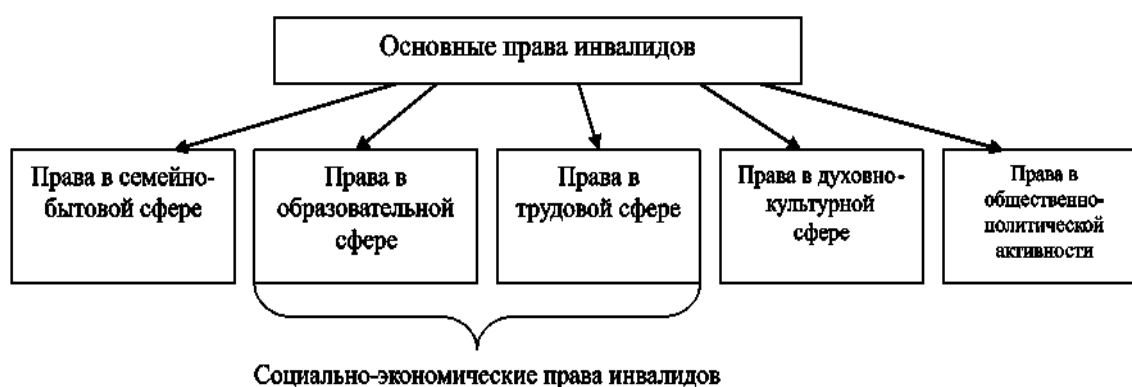 Основные права инвалидов
Права в семейно-
бытовой сфере
Права в
образовательной
сфере
Права в
трудовой сфере
Права в духовно-
культурной
сфере
Права в
общественно-
политической
активности
Социально-экономические права инвалидов